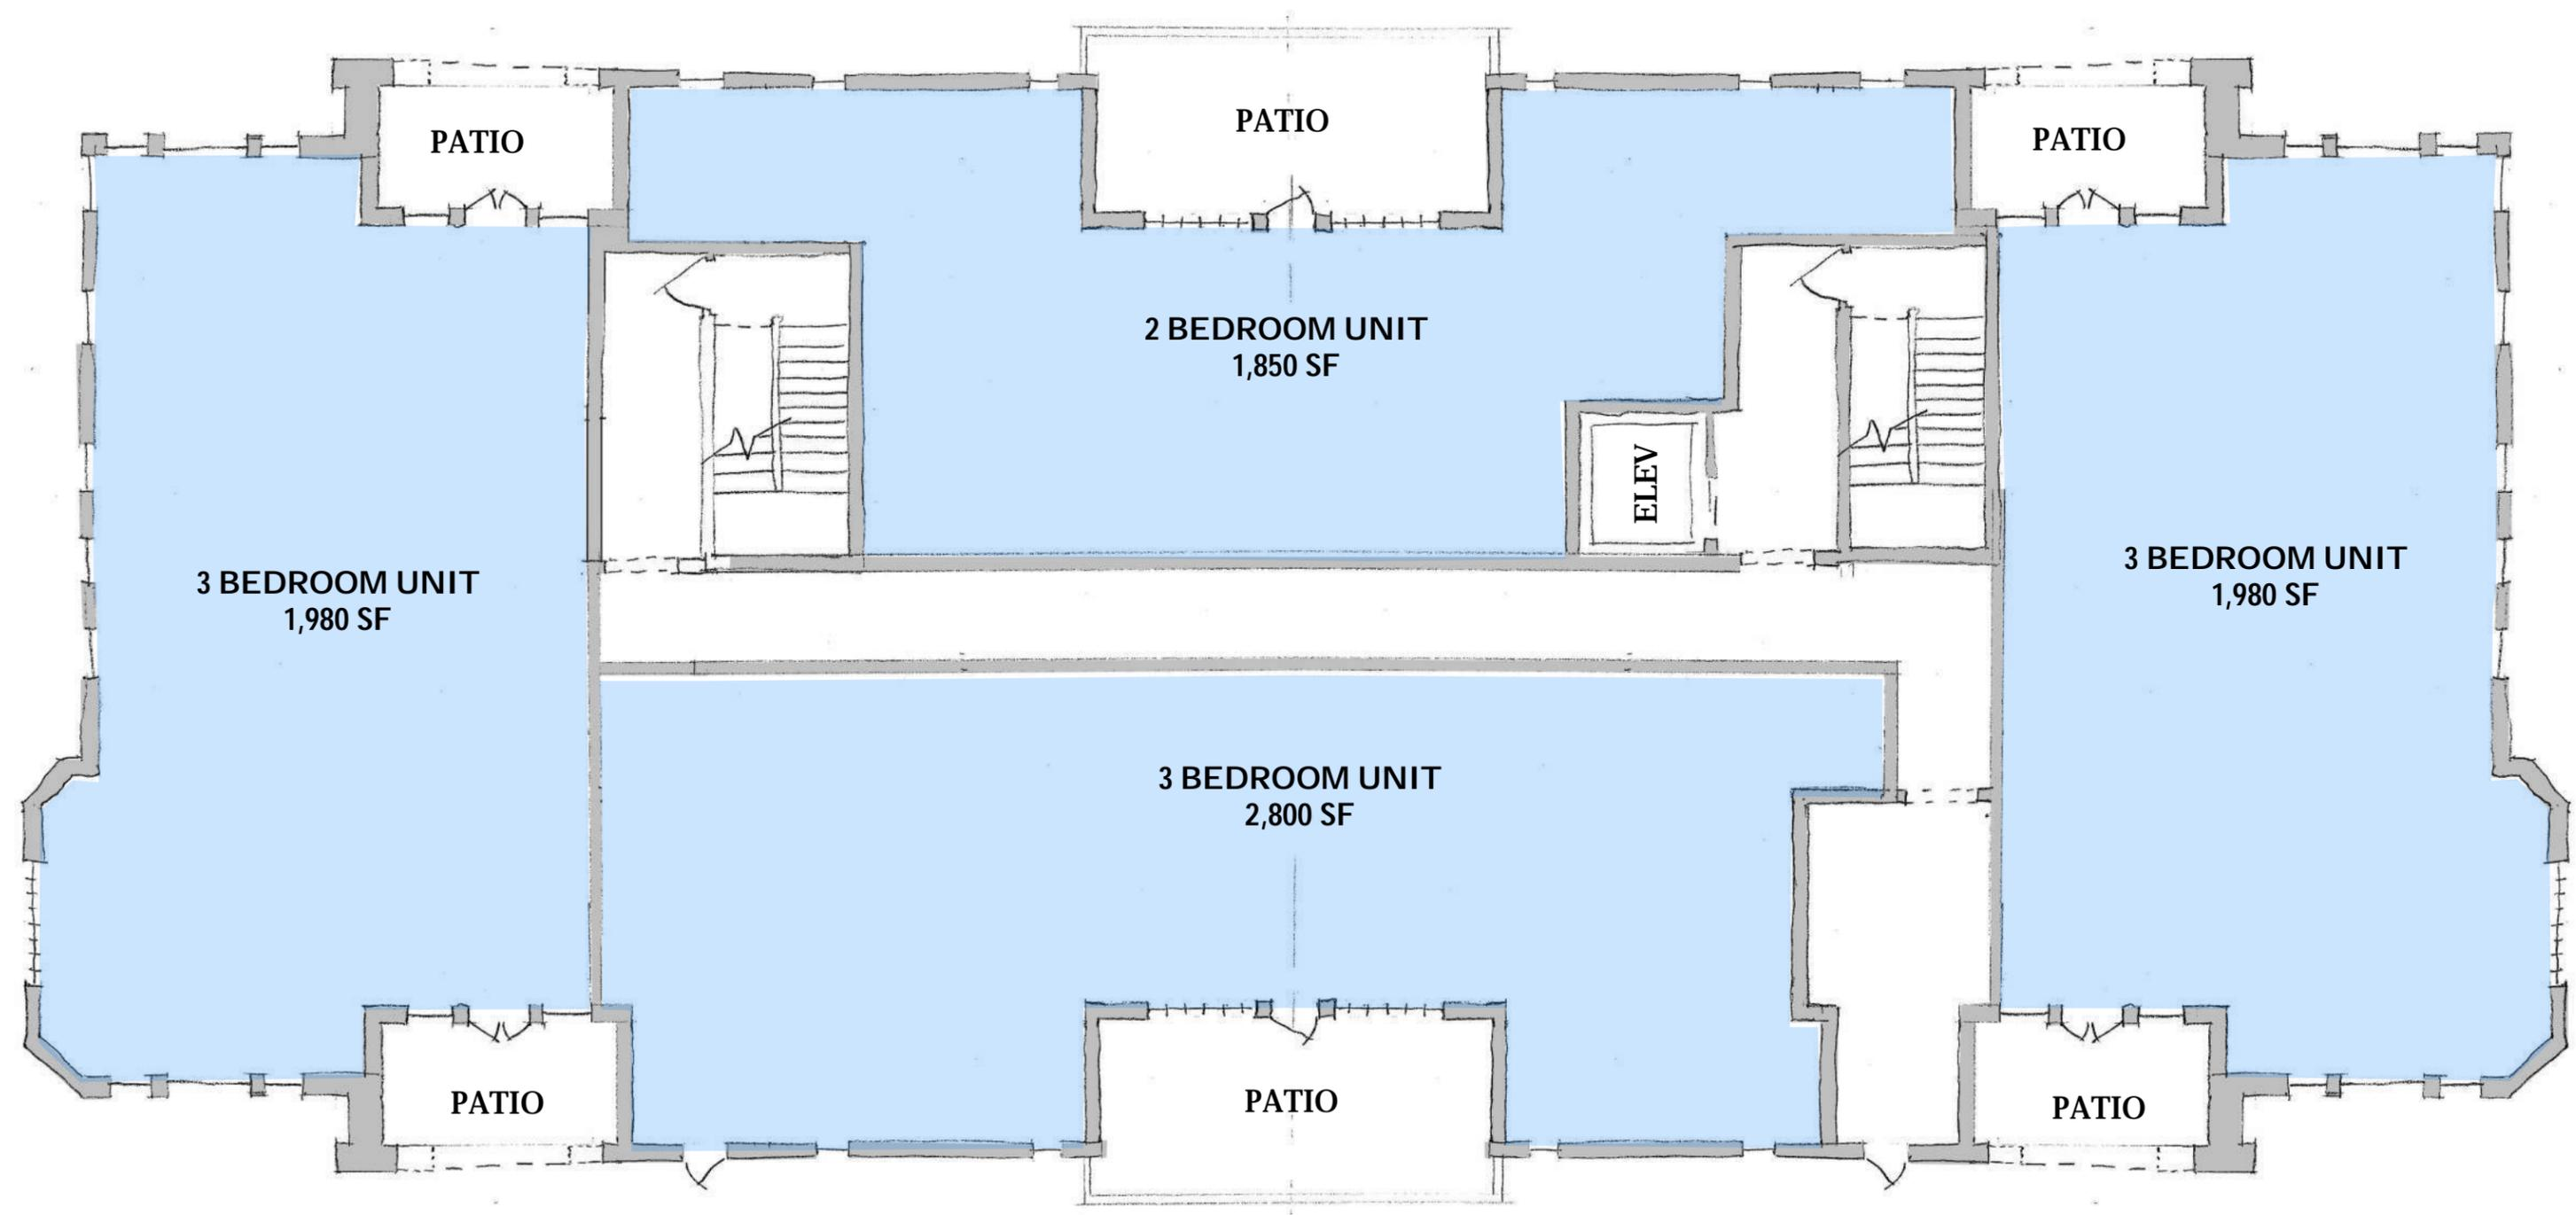 PATIO
PATIO
PATIO
2 BEDROOM UNIT
1,850 SF
ELEV
3 BEDROOM UNIT
1,980 SF
3 BEDROOM UNIT
1,980 SF
3 BEDROOM UNIT
2,800 SF
PATIO
PATIO
PATIO